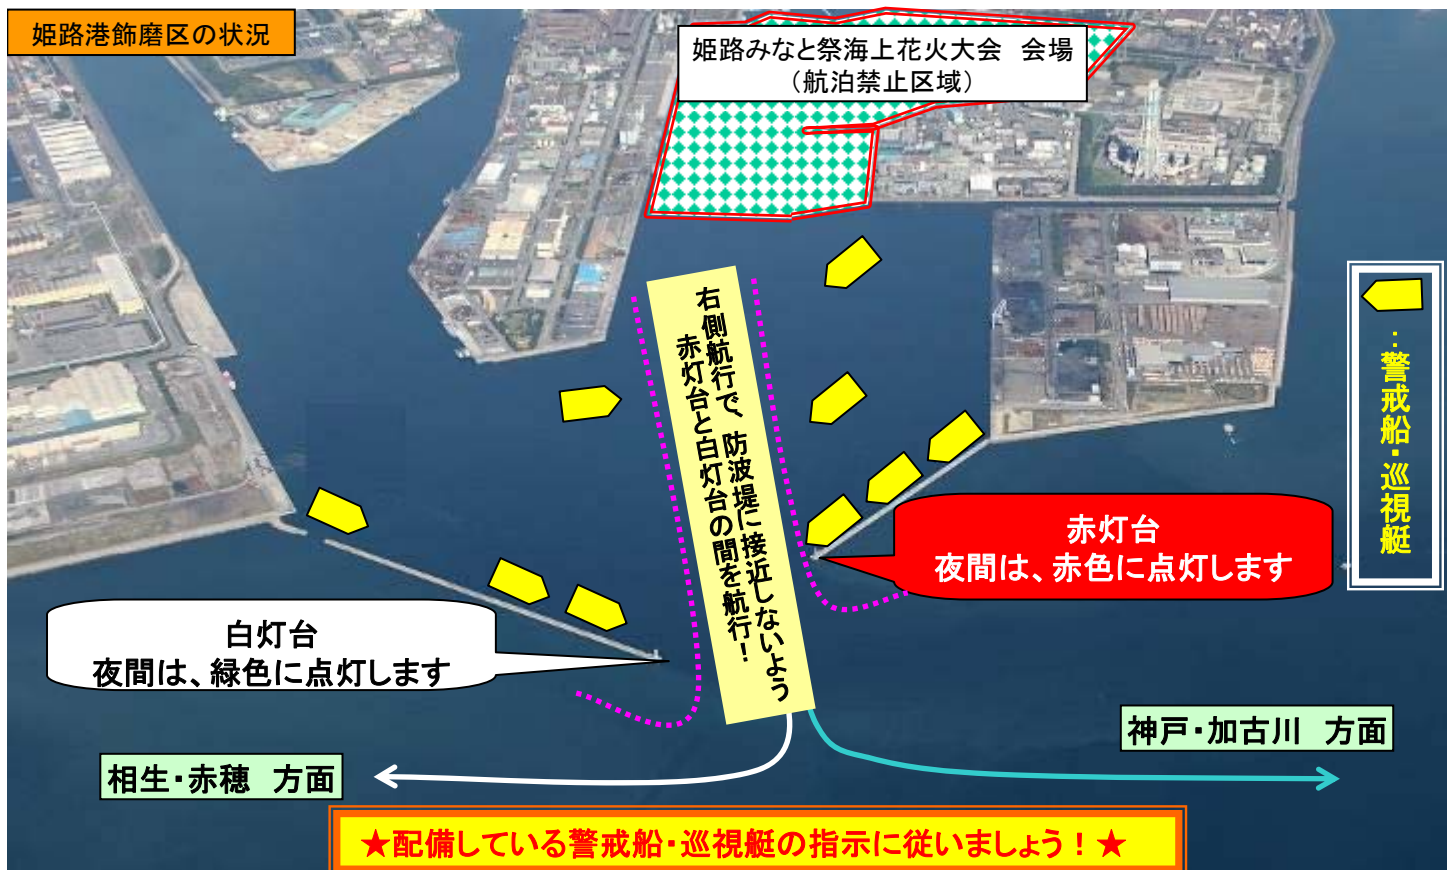 姫路港飾磨区の状況
姫路みなと祭海上花火大会　会場
（航泊禁止区域）
右側航行で、防波堤に接近しないよう
赤灯台と白灯台の間を航行！
：警戒船・巡視艇
赤灯台
夜間は、赤色に点灯します
白灯台
夜間は、緑色に点灯します
神戸・加古川　方面
相生・赤穂　方面
★配備している警戒船・巡視艇の指示に従いましょう！★